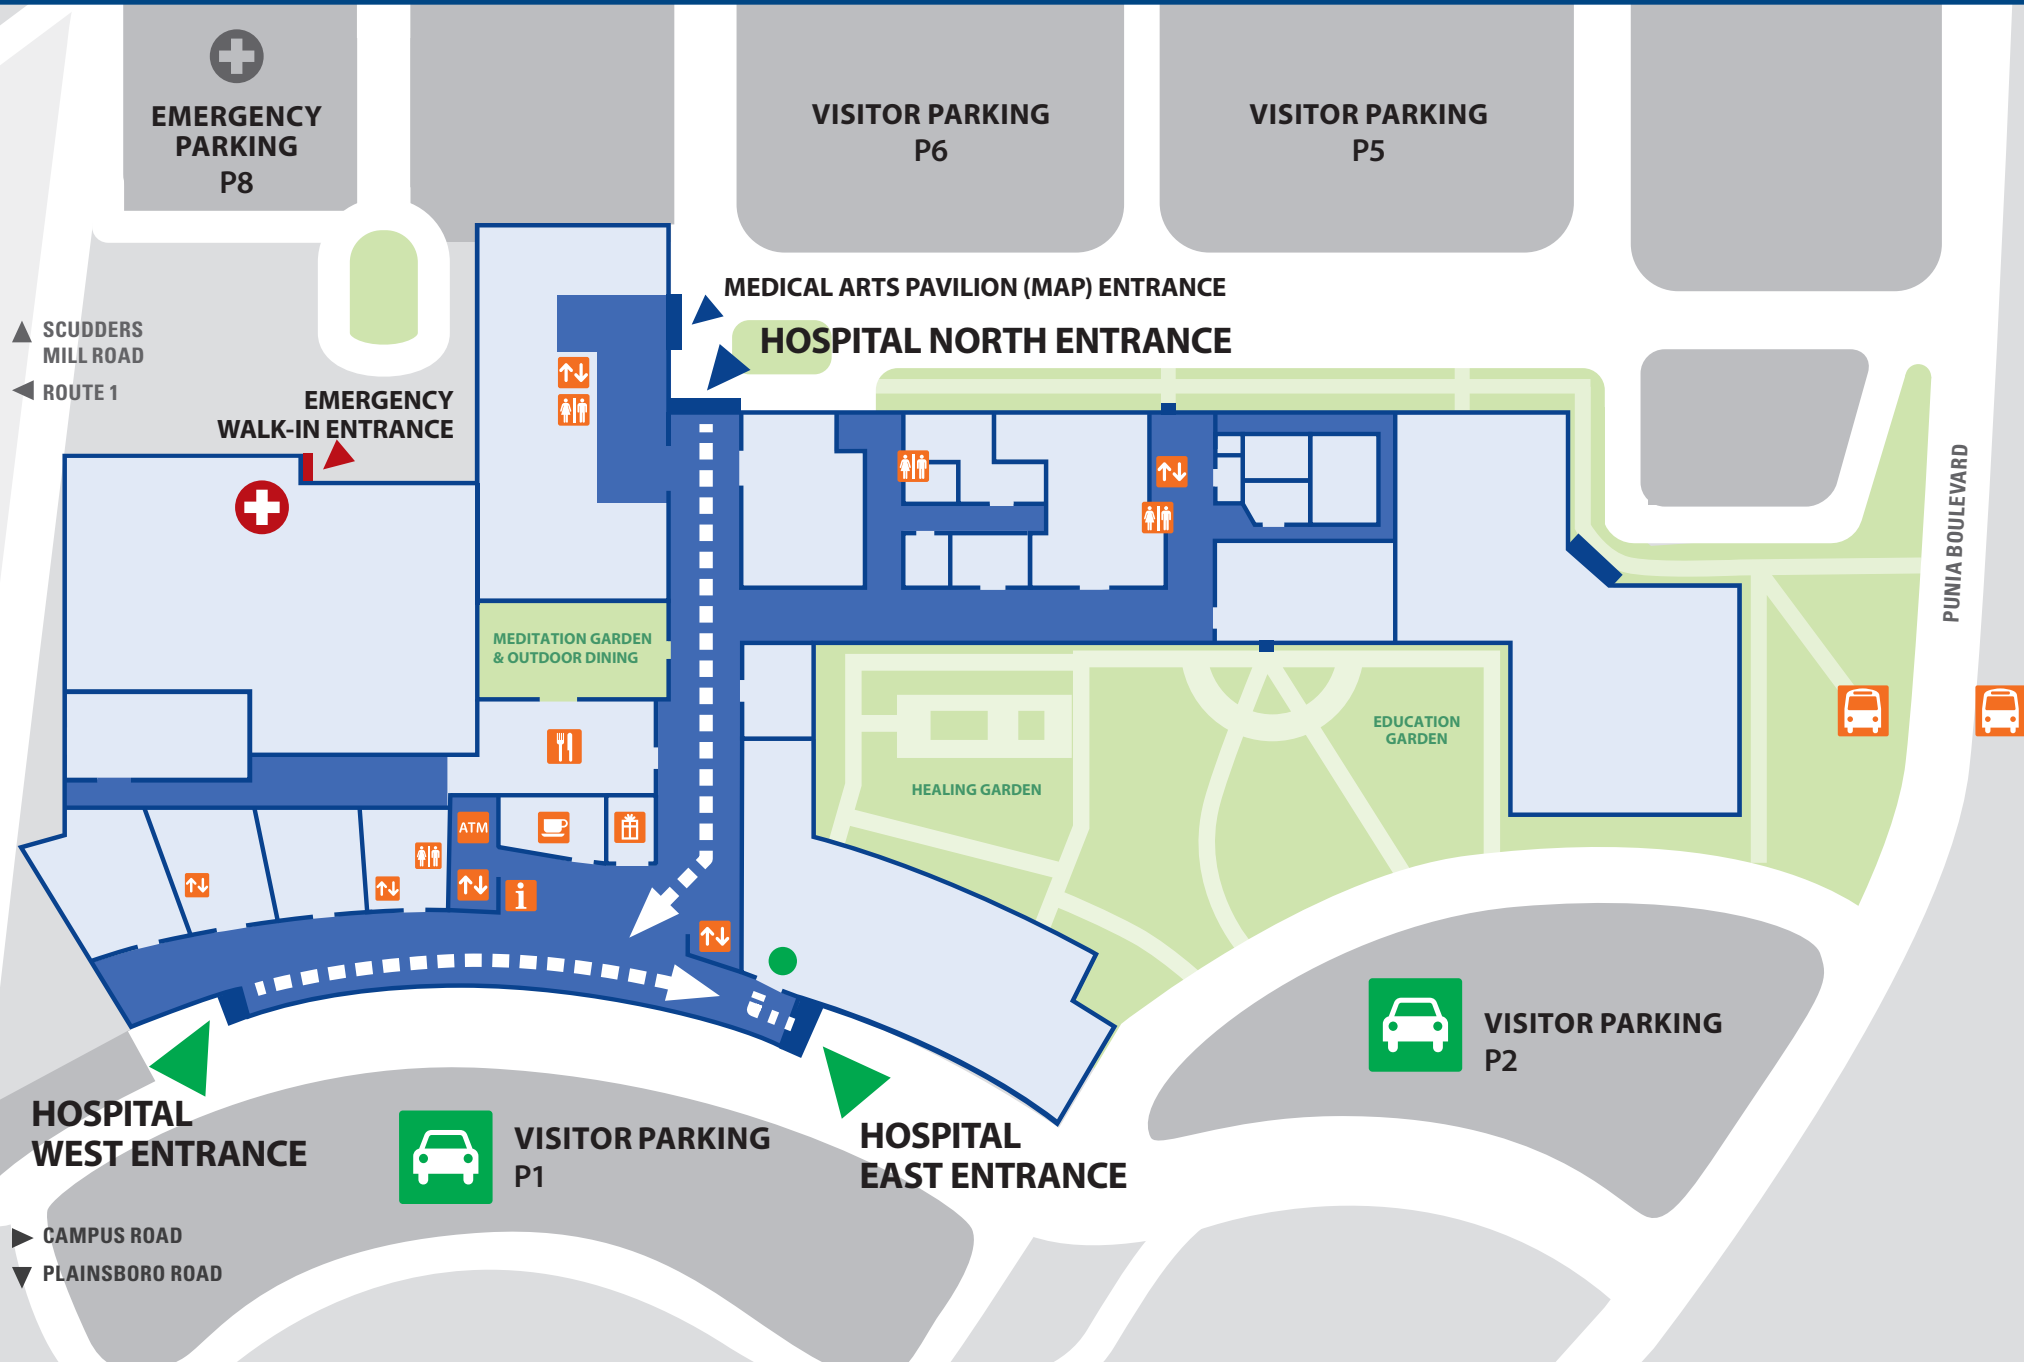 EMERGENCY
PARKING
P8
VISITOR PARKING
P6
VISITOR PARKING
P5
MEDICAL ARTS PAVILION (MAP) ENTRANCE
HOSPITAL NORTH ENTRANCE
SCUDDERS
MILL ROAD
ROUTE 1
EMERGENCY
WALK-IN ENTRANCE
PUNIA BOULEVARD
MEDITATION GARDEN
& OUTDOOR DINING
EDUCATION
GARDEN
HEALING GARDEN
ATM
i
VISITOR PARKING
P2
HOSPITAL
WEST ENTRANCE
VISITOR PARKING
P1
HOSPITAL
EAST ENTRANCE
CAMPUS ROAD
PLAINSBORO ROAD